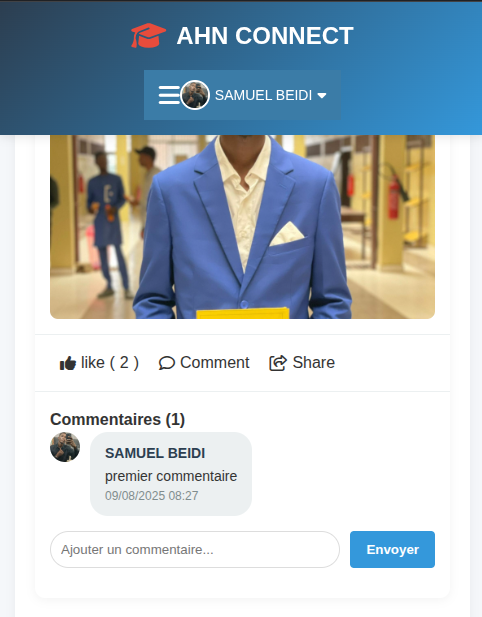 AHN CONNECT
SAMUEL BEIDI
like ( 2 ) Comment Share
Commentaires (1)
SAMUEL BEIDI
premier commentaire
09/08/2025 08:27
Ajouter un commentaire... Envoyer